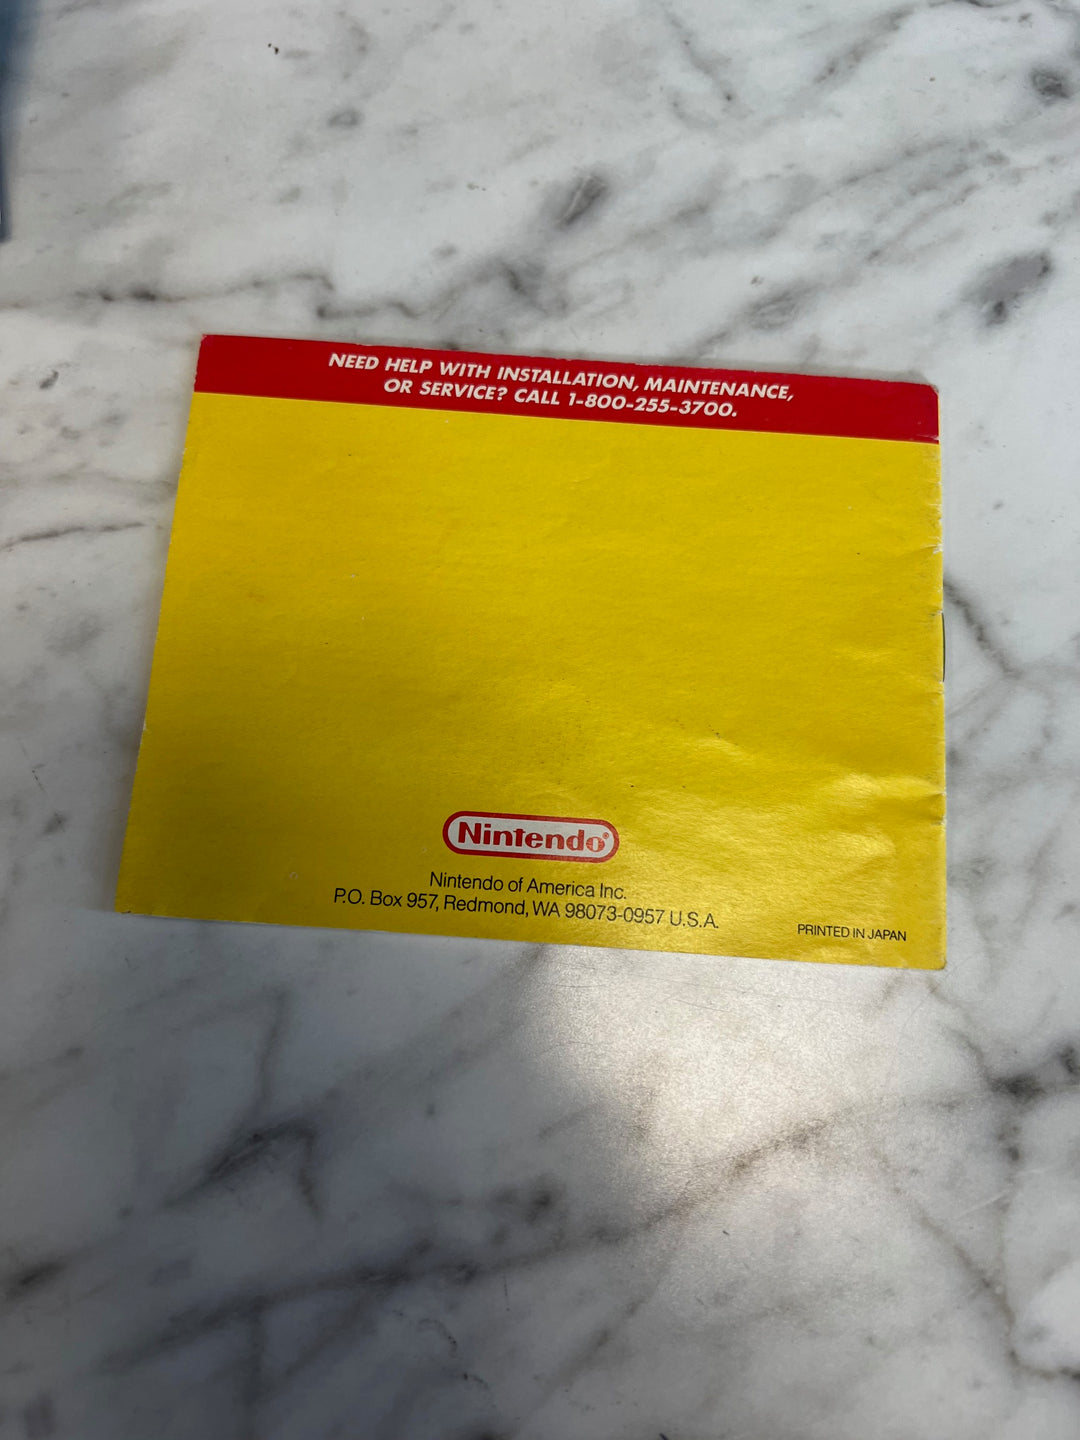 NEED HELP WITH INSTALLATION, MAINTENANCE,
OR SERVICE? CALL 1-800-255-3700.
Nintendo®
Nintendo of America Inc.
P.O. Box 957, Redmond, WA 98073-0957 U.S.A.
PRINTED IN JAPAN